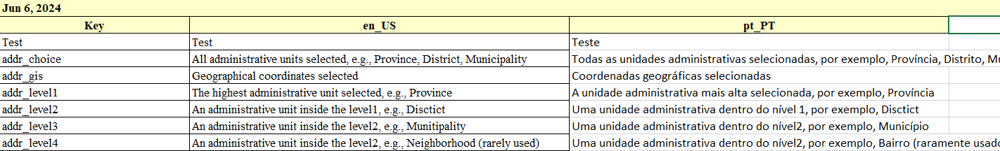 Jun 6, 2024
Key en_US pt_PT
Test Test Teste
addr_choice All administrative units selected, e.g., Province, District, Municipality Todas as unidades administrativas selecionadas, por exemplo, Província, Distrito, Mu
addr_gis Geographical coordinates selected Coordenadas geográficas selecionadas
addr_level1 The highest administrative unit selected, e.g., Province A unidade administrativa mais alta selecionada, por exemplo, Província
addr_level2 An administrative unit inside the level1, e.g., Disctict Uma unidade administrativa dentro do nível 1, por exemplo, Disctict
addr_level3 An administrative unit inside the level2, e.g., Munitipality Uma unidade administrativa dentro do nível2, por exemplo, Município
addr_level4 An administrative unit inside the level2, e.g., Neighborhood (rarely used) Uma unidade administrativa dentro do nível2, por exemplo, Bairro (raramente usado